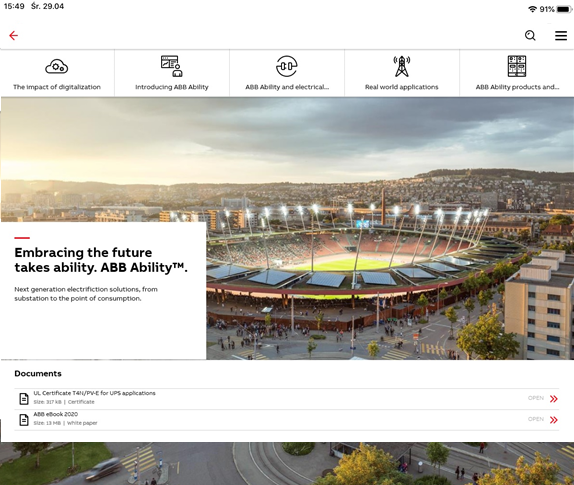 15:49 Śr. 29.04 91%
The impact of digitalization
Introducing ABB Ability
ABB Ability and electrical...
Real world applications
ABB Ability products and...
Embracing the future
takes ability. ABB Ability™.
Next generation electrifiction solutions, from
substation to the point of consumption.
Documents
UL Certificate T4N/PV-E for UPS applications
Size: 317 kB | Certificate
OPEN
ABB eBook 2020
Size: 13 MB | White paper
OPEN